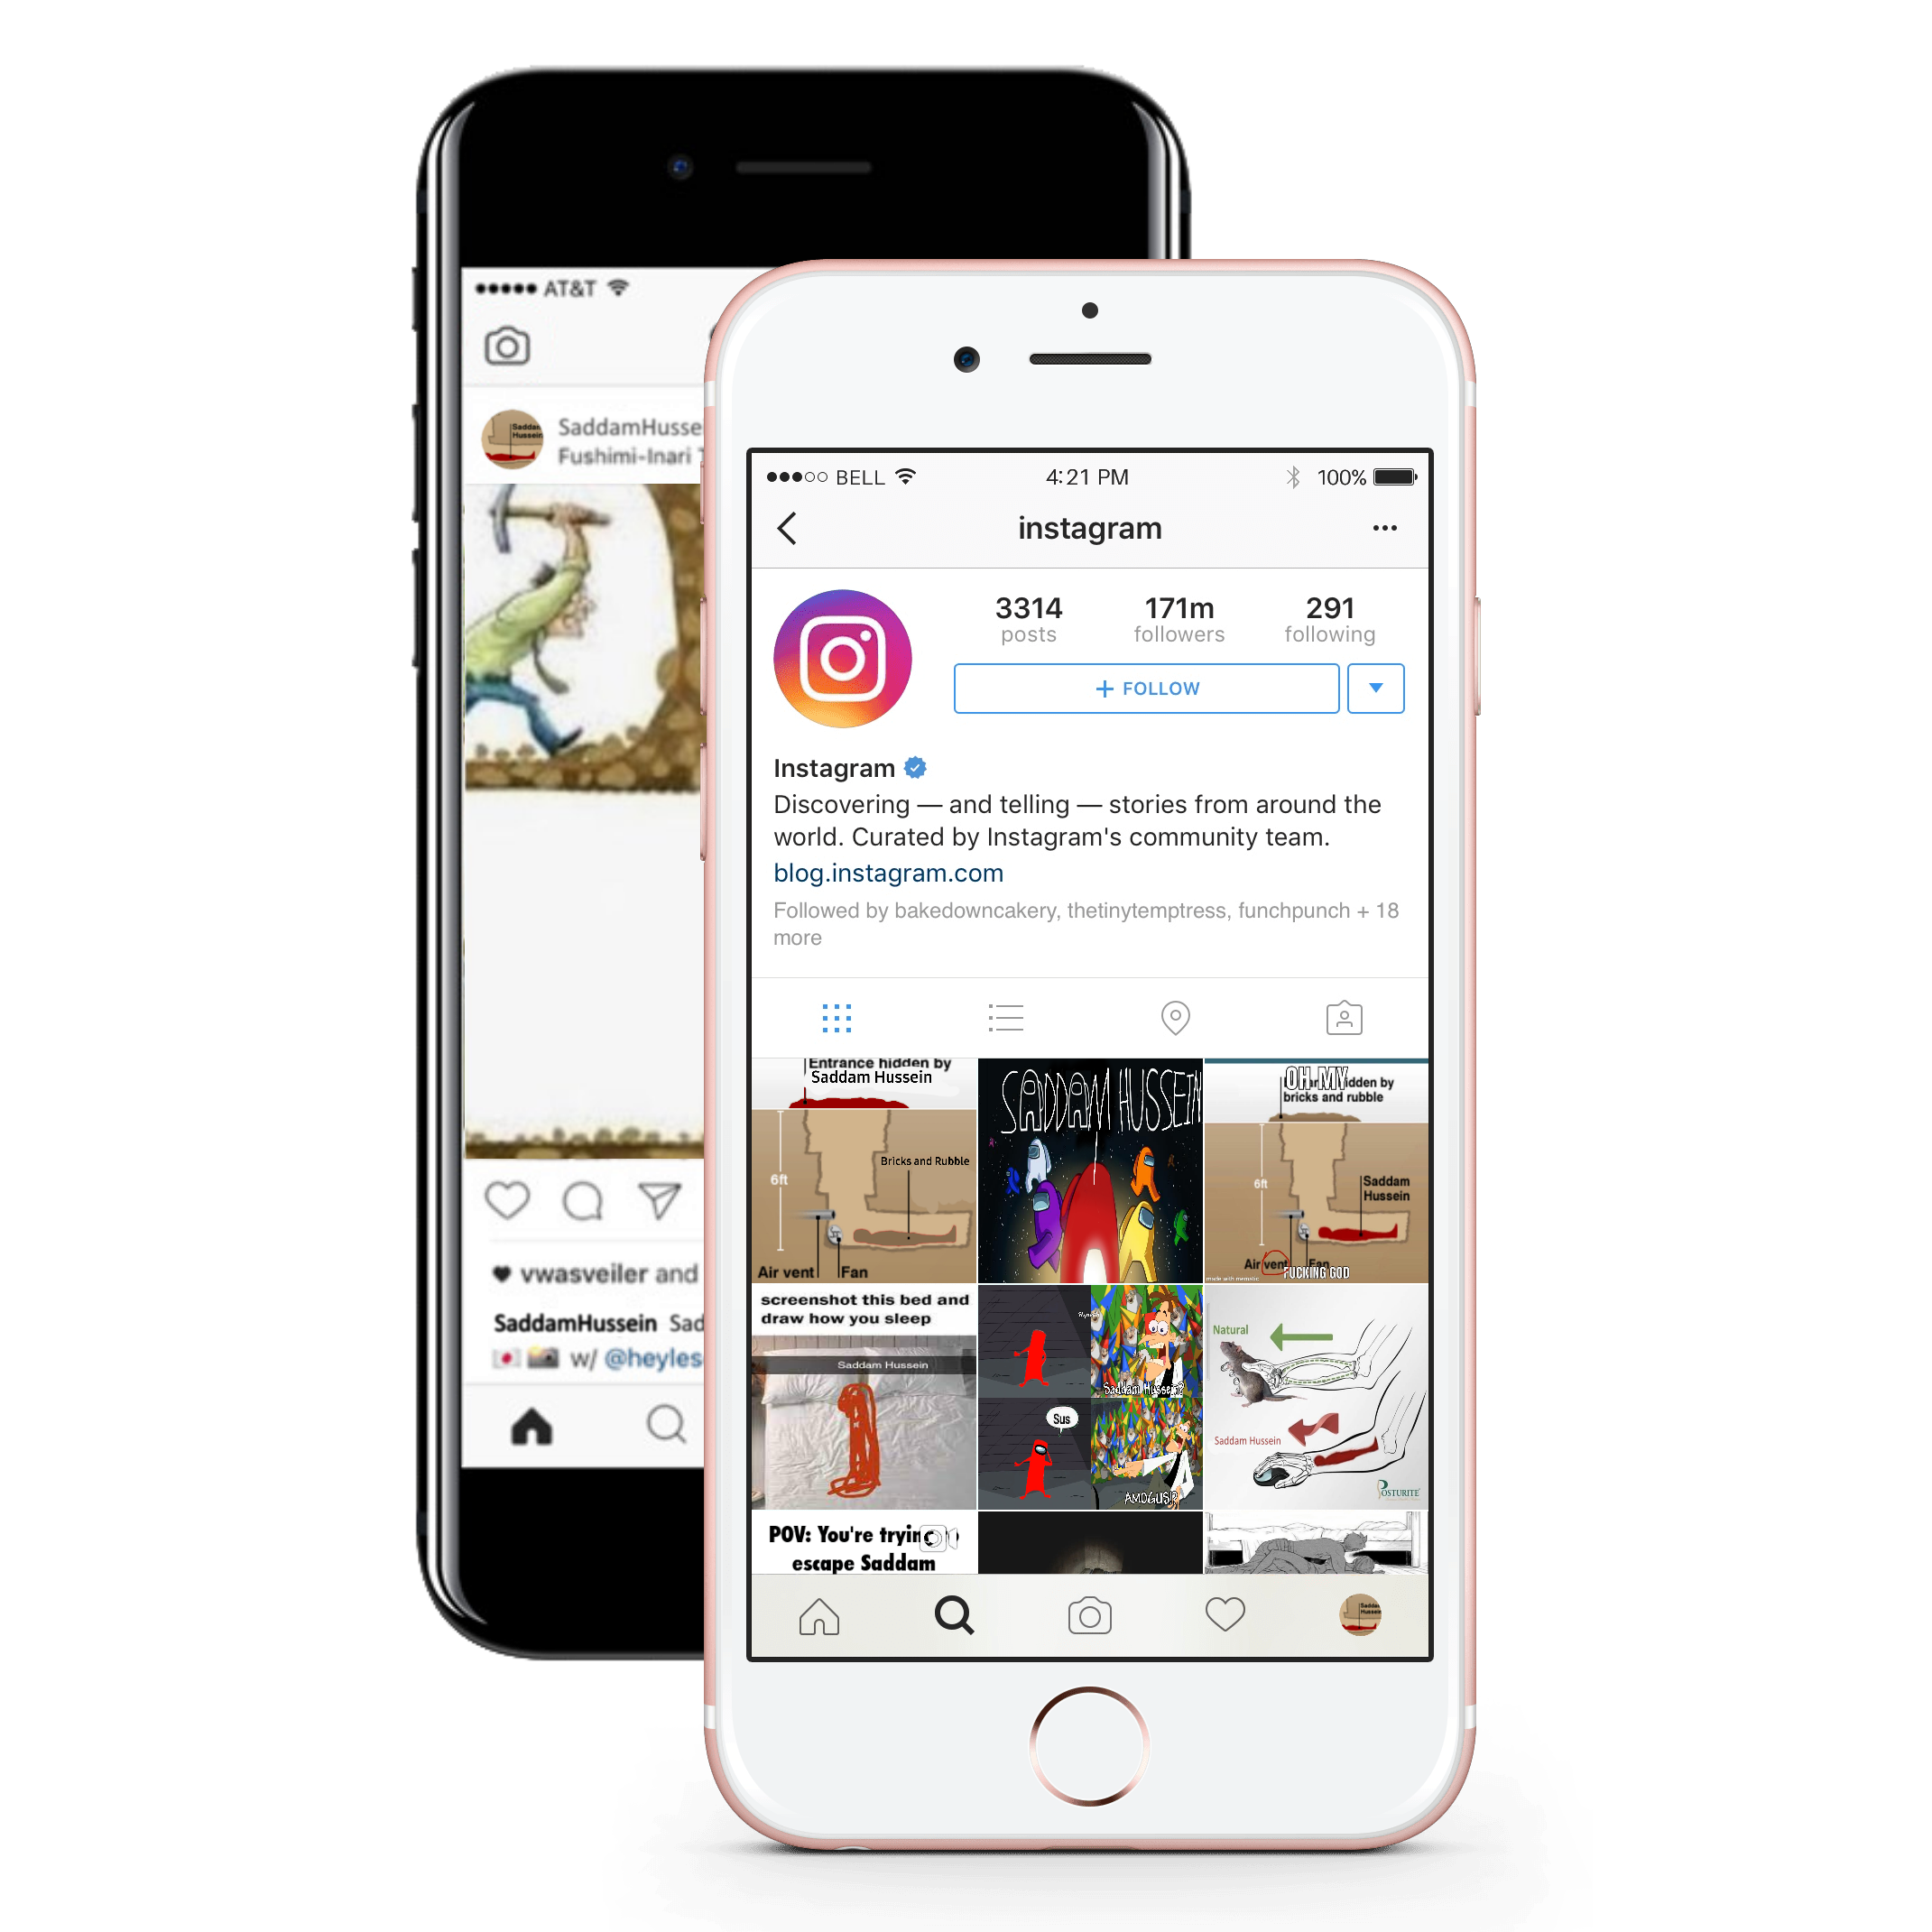 AT&T
SaddamHusse
Fushimi-Inari T
vwasveiler and
SaddamHussein Sad
w/ @heyles
BELL 4:21 PM 100%
instagram
3314 171m 291
posts followers following
+ FOLLOW
Instagram
Discovering — and telling — stories from around the
world. Curated by Instagram's community team.
blog.instagram.com
Followed by bakedowncakery, thetinytemptress, funchpunch + 18
more
Entrance hidden by
Saddam Hussein
Bricks and Rubble
6ft
Air vent Fan
SADDAM HUSSEIN
OH MY
hidden by
bricks and rubble
6ft
Saddam
Hussein
Air vent Fan
FUCKING GOD
made with mematic
screenshot this bed and
draw how you sleep
Saddam Hussein
Saddam Hussein?
Sus
AMOGUS!?
Natural
Saddam Hussein
POSTURITE
POV: You're trying
escape Saddam
Saddam
Hussein